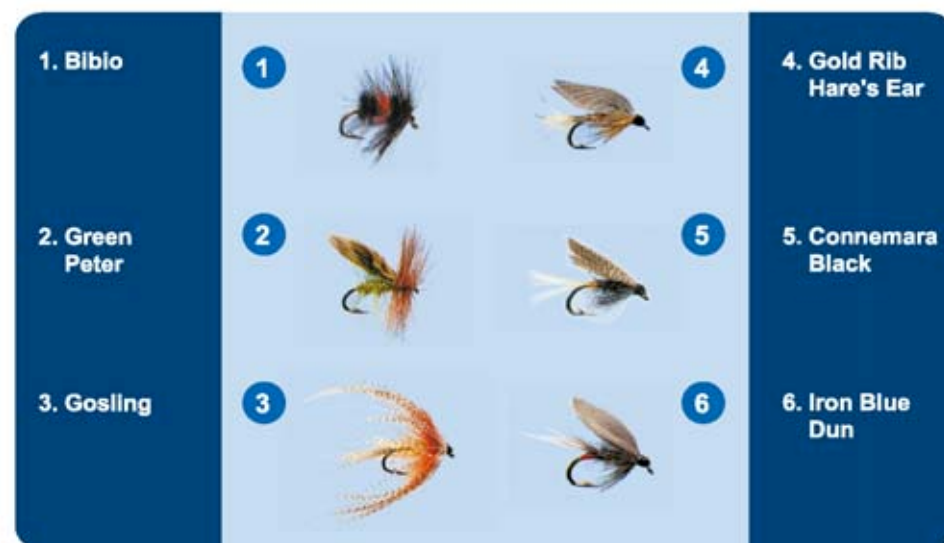 1. Bibio
2. Green
Peter
3. Gosling
1
2
3
4
5
6
4. Gold Rib
Hare's Ear
5. Connemara
Black
6. Iron Blue
Dun